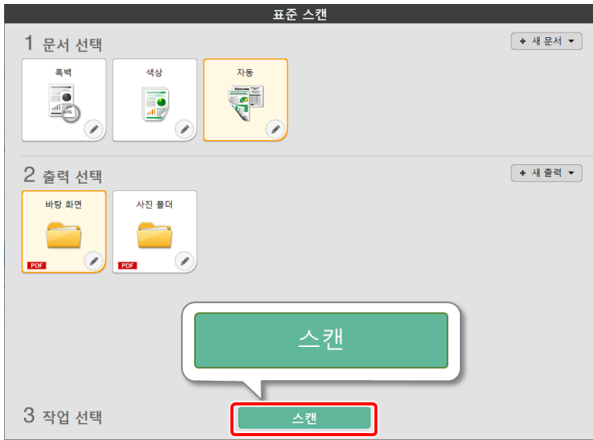 표준 스캔
1 문서 선택
+ 새 문서
흑백
색상
자동
2 출력 선택
+ 새 출력
바탕 화면
사진 폴더
PDF
PDF
스캔
3 작업 선택
스캔